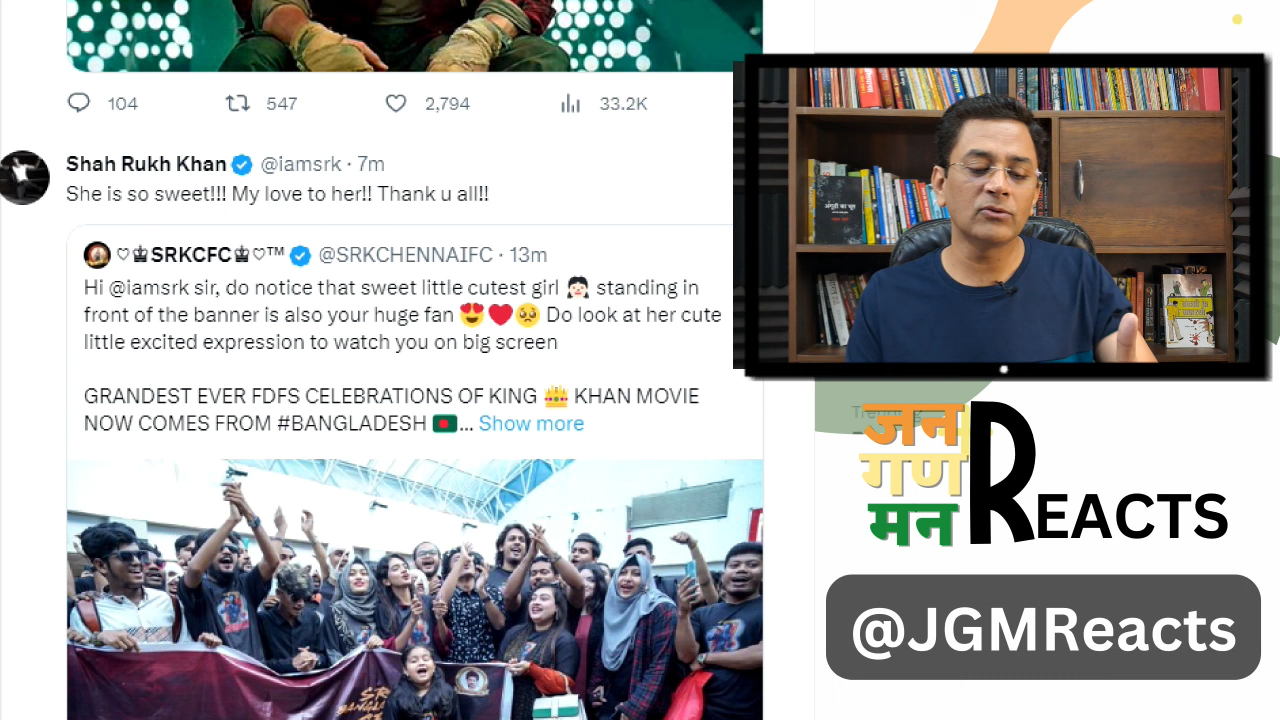 104 547 2,794 33.2K
Shah Rukh Khan @iamsrk · 7m
She is so sweet!!! My love to her!! Thank u all!!
♡♚SRKCFC♚♡™ @SRKCHENNAIFC · 13m
Hi @iamsrk sir, do notice that sweet little cutest girl 👧🏻 standing in
front of the banner is also your huge fan 😍❤️🥺 Do look at her cute
little excited expression to watch you on big screen
GRANDEST EVER FDFS CELEBRATIONS OF KING 👑 KHAN MOVIE
NOW COMES FROM #BANGLADESH 🇧🇩... Show more
जन
गण
मन
REACTS
@JGMReacts